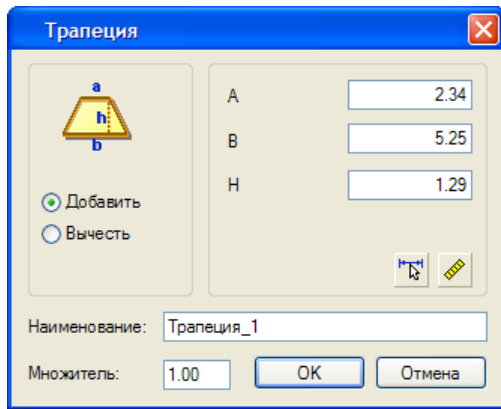 Трапеция
a
h
b
A 2.34
B 5.25
H 1.29
Добавить
Вычесть
Наименование: Трапеция_1
Множитель: 1.00 OK Отмена